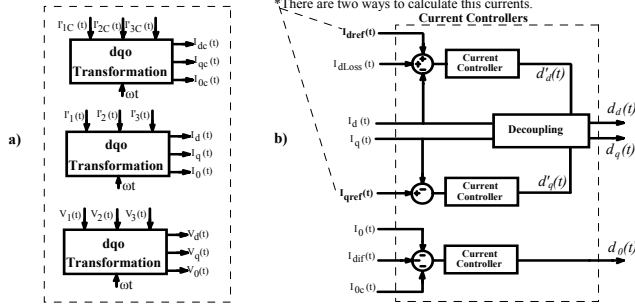 *There are two ways to calculate this currents.
Current Controllers
a)
I'1C(t) I'2C(t) I'3C(t)
dqo
Transformation
ωt
Idc (t)
Iqc (t)
I0c (t)
I'1(t) I'2(t) I'3(t)
dqo
Transformation
ωt
Id (t)
Iq (t)
I0 (t)
V1(t) V2(t) V3(t)
dqo
Transformation
ωt
Vd(t)
Vq(t)
V0(t)
b)
Idref(t)
IdLoss(t)
Id (t)
Iq (t)
Iqref(t)
I0(t)
Idif(t)
I0c (t)
+
-
-
Current
Controller
d'd(t)
Decoupling
dd(t)
dq(t)
+
-
Current
Controller
d'q(t)
-
-
Current
Controller
d0(t)